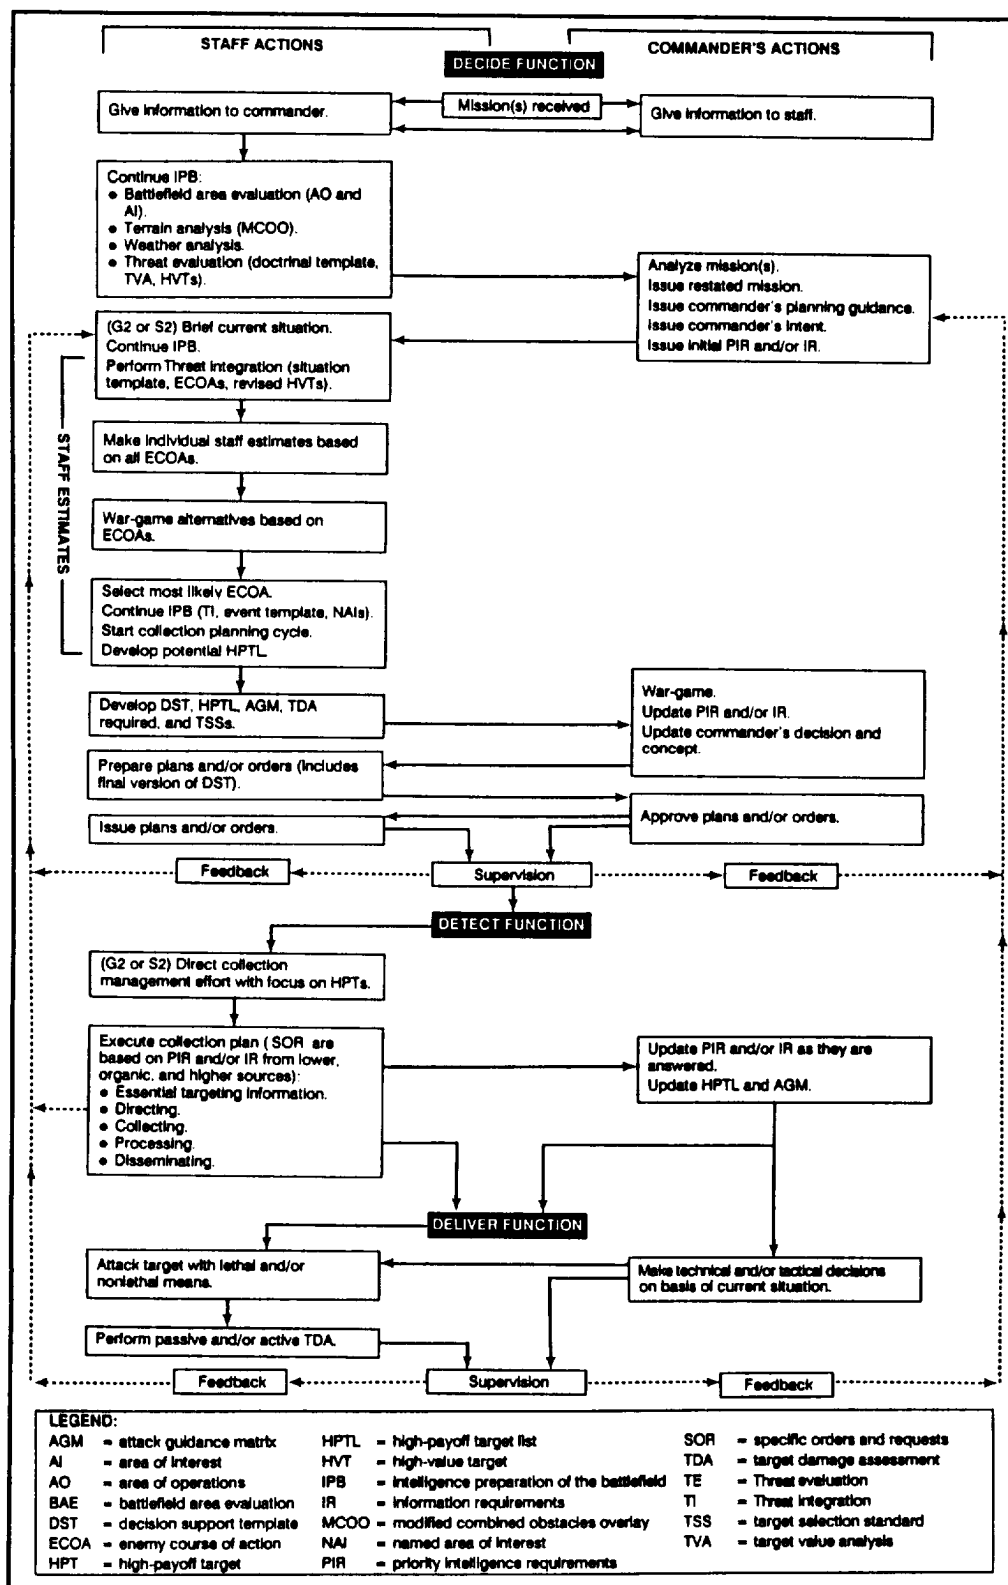 STAFF ACTIONS
COMMANDER'S ACTIONS
DECIDE FUNCTION
Give information to commander.
Mission(s) received
Give information to staff.
Continue IPB:
● Battlefield area evaluation (AO and
AI).
● Terrain analysis (MCOO).
● Weather analysis.
● Threat evaluation (doctrinal template,
TVA, HVTs).
Analyze mission(s).
Issue restated mission.
Issue commander's planning guidance.
Issue commander's intent.
Issue initial PIR and/or IR.
(G2 or S2) Brief current situation.
Continue IPB.
Perform Threat integration (situation
template, ECOAs, revised HVTs).
STAFF ESTIMATES
Make individual staff estimates based
on all ECOAs.
War-game alternatives based on
ECOAs.
Select most likely ECOA.
Continue IPB (TI, event template, NAIs).
Start collection planning cycle.
Develop potential HPTL
Develop DST, HPTL, AGM, TDA
required, and TSSs.
War-game.
Update PIR and/or IR.
Update commander's decision and
concept.
Prepare plans and/or orders (includes
final version of DST).
Approve plans and/or orders.
Issue plans and/or orders.
Feedback
Supervision
Feedback
DETECT FUNCTION
(G2 or S2) Direct collection
management effort with focus on HPTs.
Execute collection plan ( SOR are
based on PIR and/or IR from lower,
organic, and higher sources):
● Essential targeting information.
● Directing.
● Collecting.
● Processing.
● Disseminating.
Update PIR and/or IR as they are
answered.
Update HPTL and AGM.
DELIVER FUNCTION
Attack target with lethal and/or
nonlethal means.
Make technical and/or tactical decisions
on basis of current situation.
Perform passive and/or active TDA.
Feedback
Supervision
Feedback
LEGEND:
AGM = attack guidance matrix
AI = area of interest
AO = area of operations
BAE = battlefield area evaluation
DST = decision support template
ECOA = enemy course of action
HPT = high-payoff target
HPTL = high-payoff target list
HVT = high-value target
IPB = intelligence preparation of the battlefield
IR = information requirements
MCOO = modified combined obstacles overlay
NAI = named area of interest
PIR = priority intelligence requirements
SOR = specific orders and requests
TDA = target damage assessment
TE = Threat evaluation
TI = Threat integration
TSS = target selection standard
TVA = target value analysis